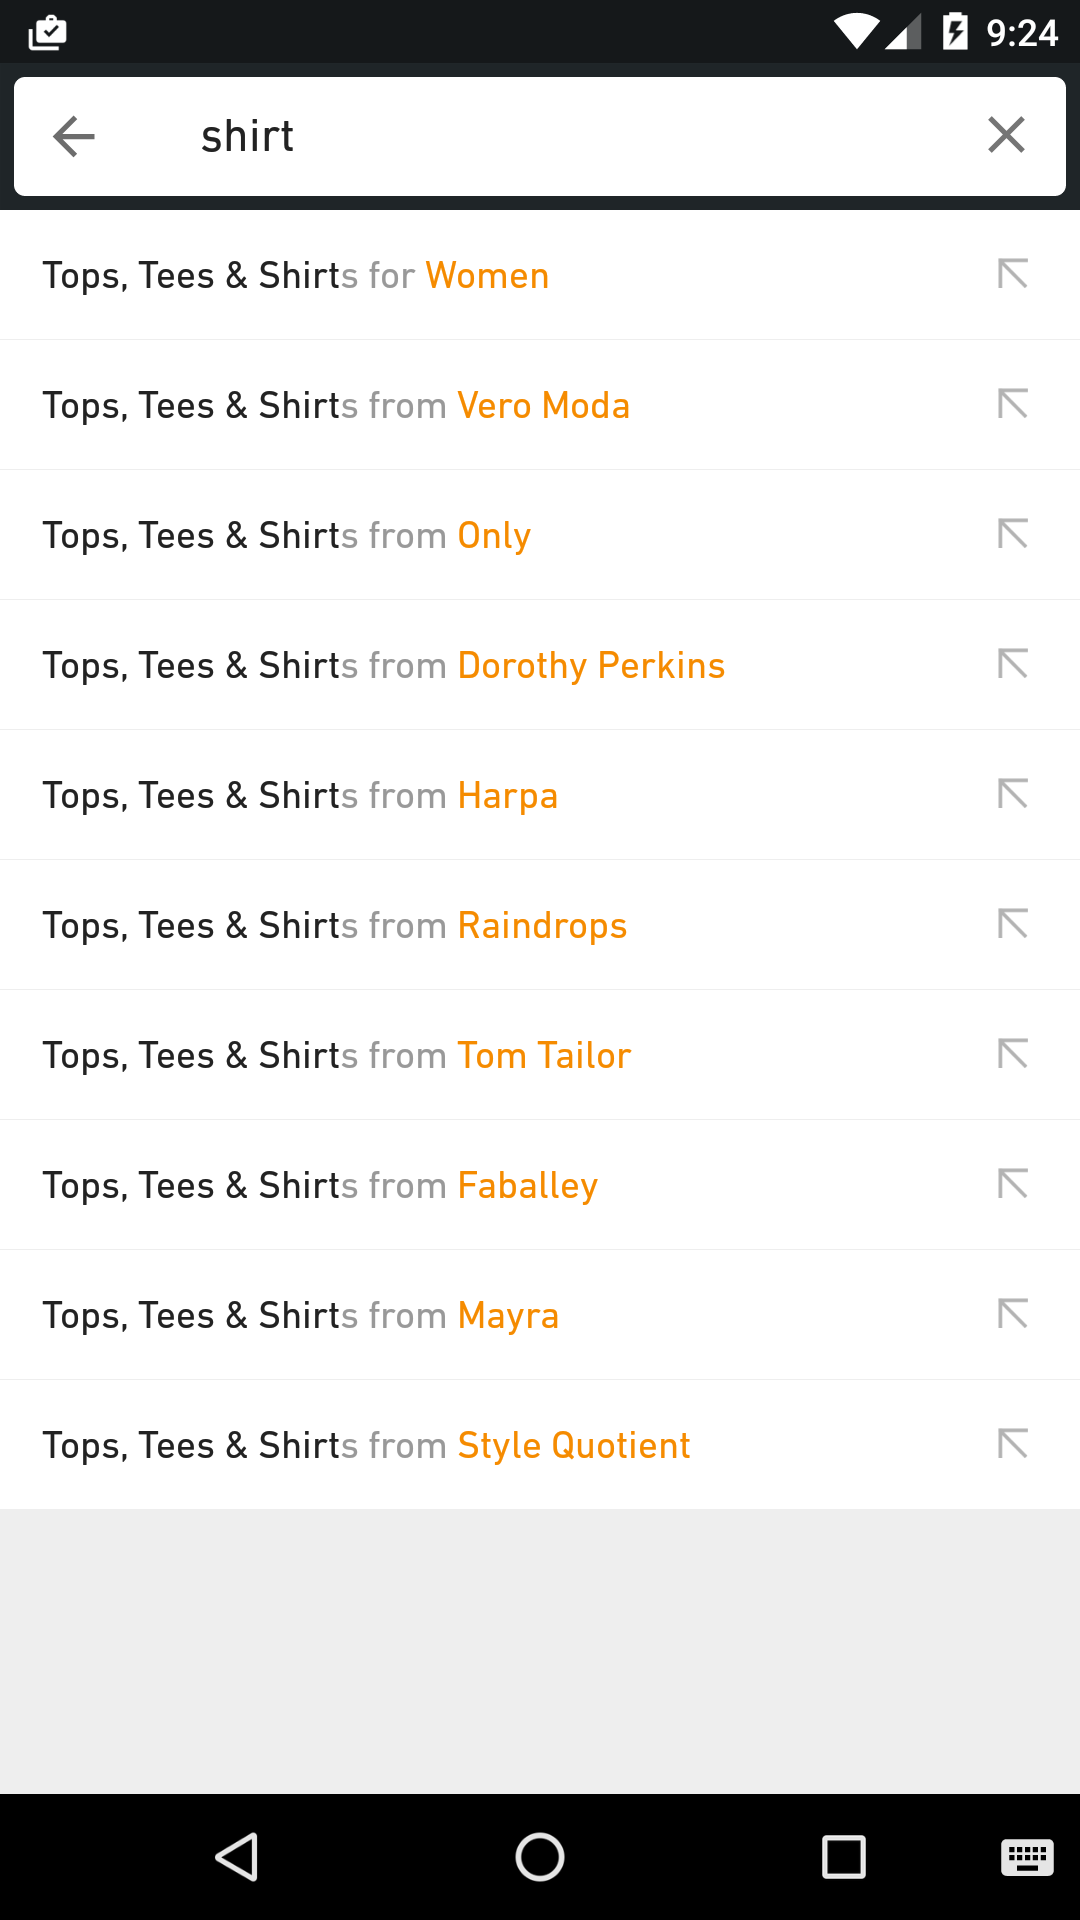 9:24
shirt
Tops, Tees & Shirts for Women
Tops, Tees & Shirts from Vero Moda
Tops, Tees & Shirts from Only
Tops, Tees & Shirts from Dorothy Perkins
Tops, Tees & Shirts from Harpa
Tops, Tees & Shirts from Raindrops
Tops, Tees & Shirts from Tom Tailor
Tops, Tees & Shirts from Faballey
Tops, Tees & Shirts from Mayra
Tops, Tees & Shirts from Style Quotient